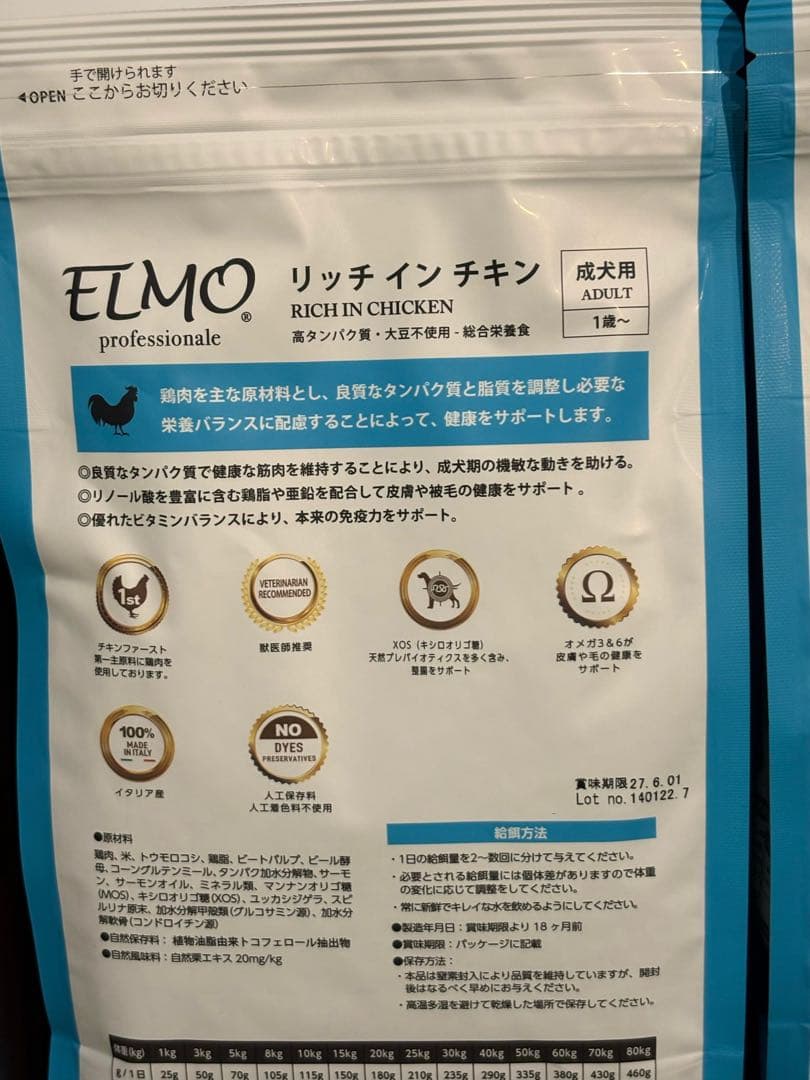 手で開けられます
◀OPEN ここからお切りください
ELMO®
professionale
リッチ イン チキン
RICH IN CHICKEN
高タンパク質・大豆不使用 - 総合栄養食
成犬用
ADULT
1歳～
鶏肉を主な原材料とし、良質なタンパク質と脂質を調整し必要な
栄養バランスに配慮することによって、健康をサポートします。
◎良質なタンパク質で健康な筋肉を維持することにより、成犬期の機敏な動きを助ける。
◎リノール酸を豊富に含む鶏脂や亜鉛を配合して皮膚や被毛の健康をサポート 。
◎優れたビタミンバランスにより、本来の免疫力をサポート。
1st
チキンファースト
第一主原料に鶏肉を
使用しております。
VETERINARIAN
RECOMMENDED
獣医師推奨
XOS（キシロオリゴ糖）
天然プレバイオティクスを多く含み、
整腸をサポート
Ω
オメガ3＆6が
皮膚や毛の健康を
サポート
100%
MADE
IN ITALY
イタリア産
NO
DYES
PRESERVATIVES
人工保存料
人工着色料不使用
賞味期限27.6.01
Lot no.140122.7
●原材料
鶏肉、米、トウモロコシ、鶏脂、ビートパルプ、ビール酵
母、コーングルテンミール、タンパク加水分解物、サーモ
ン、サーモンオイル、ミネラル類、マンナンオリゴ糖
(MOS)、キシロオリゴ糖(XOS)、ユッカシジゲラ、スピ
ルリナ原末、加水分解甲殻類(グルコサミン源)、加水分
解軟骨(コンドロイチン源)
●自然保存料： 植物油脂由来トコフェロール抽出物
●自然風味料：自然栗エキス 20mg/kg
給餌方法
・1日の給餌量を2～数回に分けて与えてください。
・必要とされる給餌量には個体差がありますので体重
の変化に応じて調整をしてください。
・常に新鮮でキレイな水を飲めるようにしてください。
●製造年月日：賞味期限より 18ヶ月前
●賞味期限：パッケージに記載
●保存方法：
・本品は窒素封入により品質を維持していますが、開封
後はなるべく早めにお与えください。
・高温多湿を避けて乾燥した場所で保存してください。
体重(kg) 1kg 3kg 5kg 8kg 10kg 15kg 20kg 25kg 30kg 40kg 50kg 60kg 70kg 80kg
g/1日 25g 50g 70g 105g 115g 150g 180g 210g 235g 290g 335g 380g 430g 460g